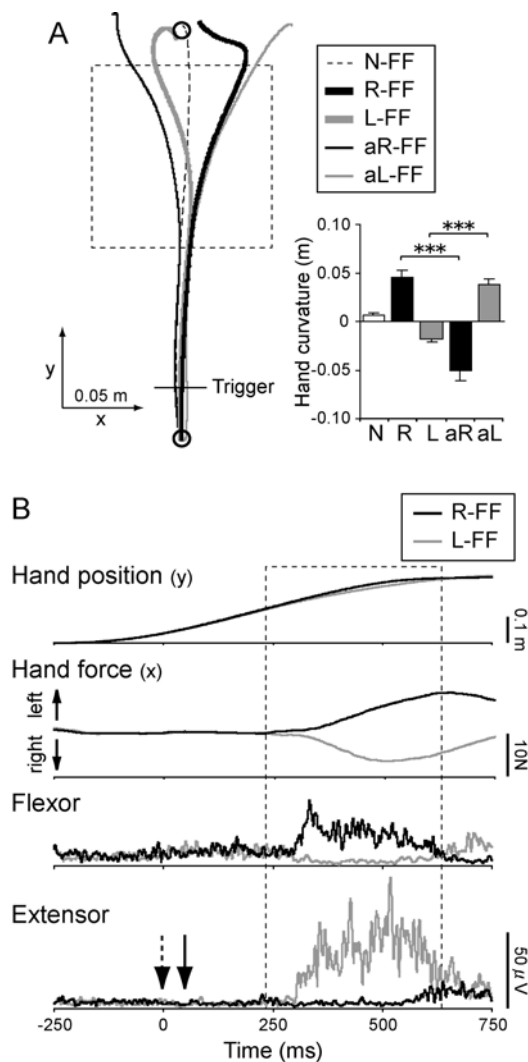 A
N-FF
R-FF
L-FF
aR-FF
aL-FF
y
0.05 m
x
Trigger
Hand curvature (m)
0.10
0.05
0
-0.05
-0.10
***
***
N R L aR aL
B
R-FF
L-FF
Hand position (y)
0.1 m
Hand force (x)
left
right
10N
Flexor
Extensor
50 μV
-250 0 250 500 750
Time (ms)